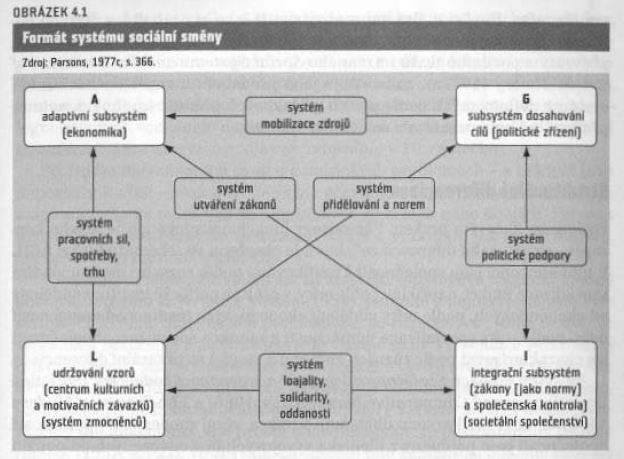 OBRÁZEK 4.1
Formát systému sociální směny
Zdroj: Parsons, 1977c, s. 366.
A
adaptivní subsystém
(ekonomika)
systém
mobilizace zdrojů
G
subsystém dosahování
cílů (politické zřízení)
systém
utváření zákonů
systém
přidělování a norem
systém
pracovních sil,
spotřeby,
trhu
systém
politické podpory
L
udržování vzorů
(centrum kulturních
a motivačních závazků)
(systém zmocněnců)
systém
loajality,
solidarity,
oddanosti
I
integrační subsystém
(zákony [jako normy]
a společenská kontrola)
(societální společenství)